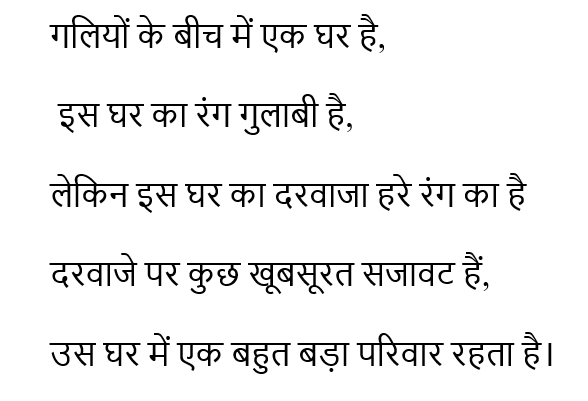 गलियों के बीच में एक घर है,
इस घर का रंग गुलाबी है,
लेकिन इस घर का दरवाजा हरे रंग का है
दरवाजे पर कुछ खूबसूरत सजावट हैं,
उस घर में एक बहुत बड़ा परिवार रहता है।